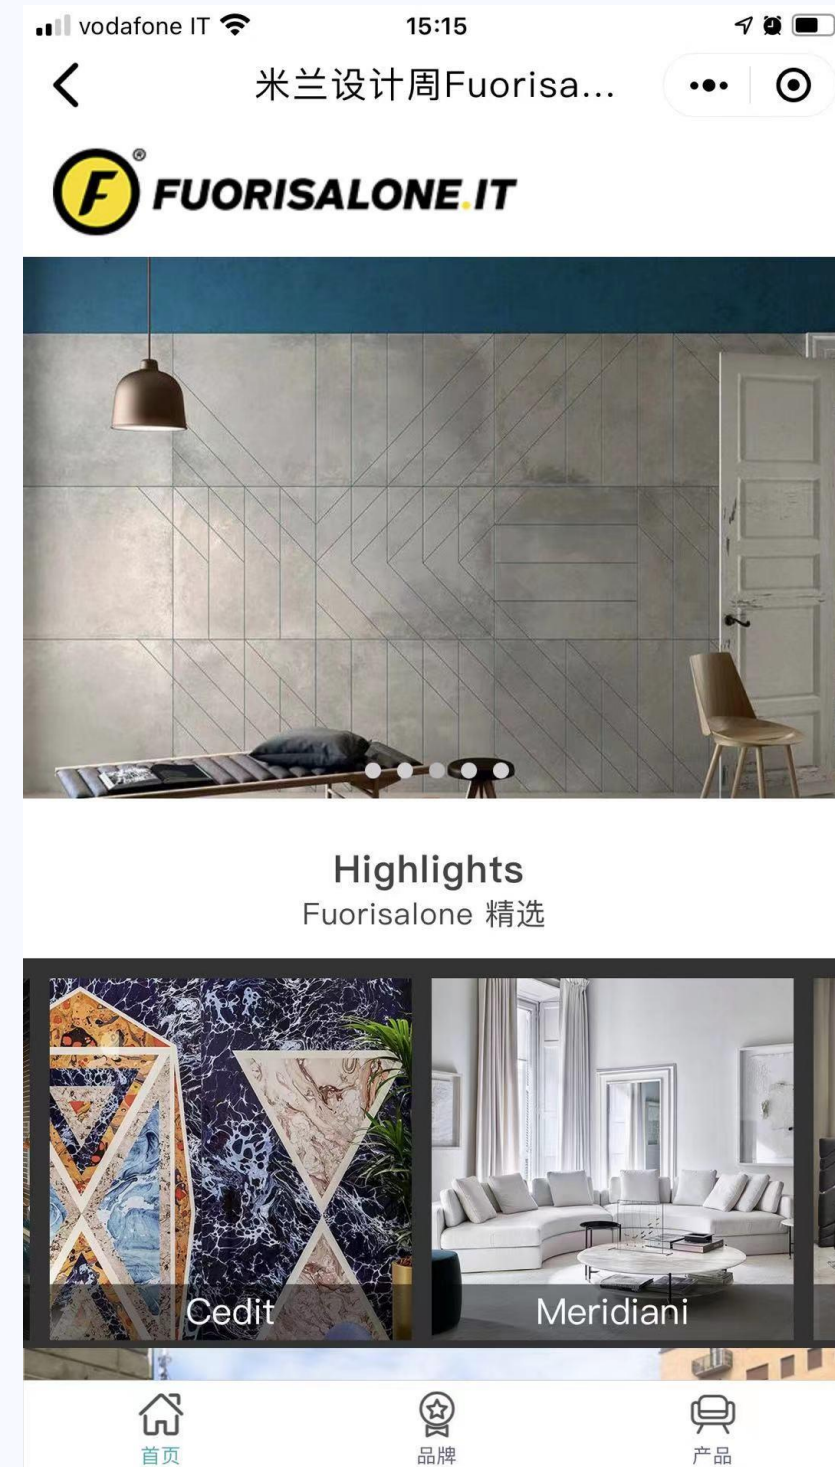 vodafone IT
15:15
米兰设计周Fuorisa...
F®
FUORISALONE.IT
Highlights
Fuorisalone 精选
Cedit
Meridiani
首页
品牌
产品